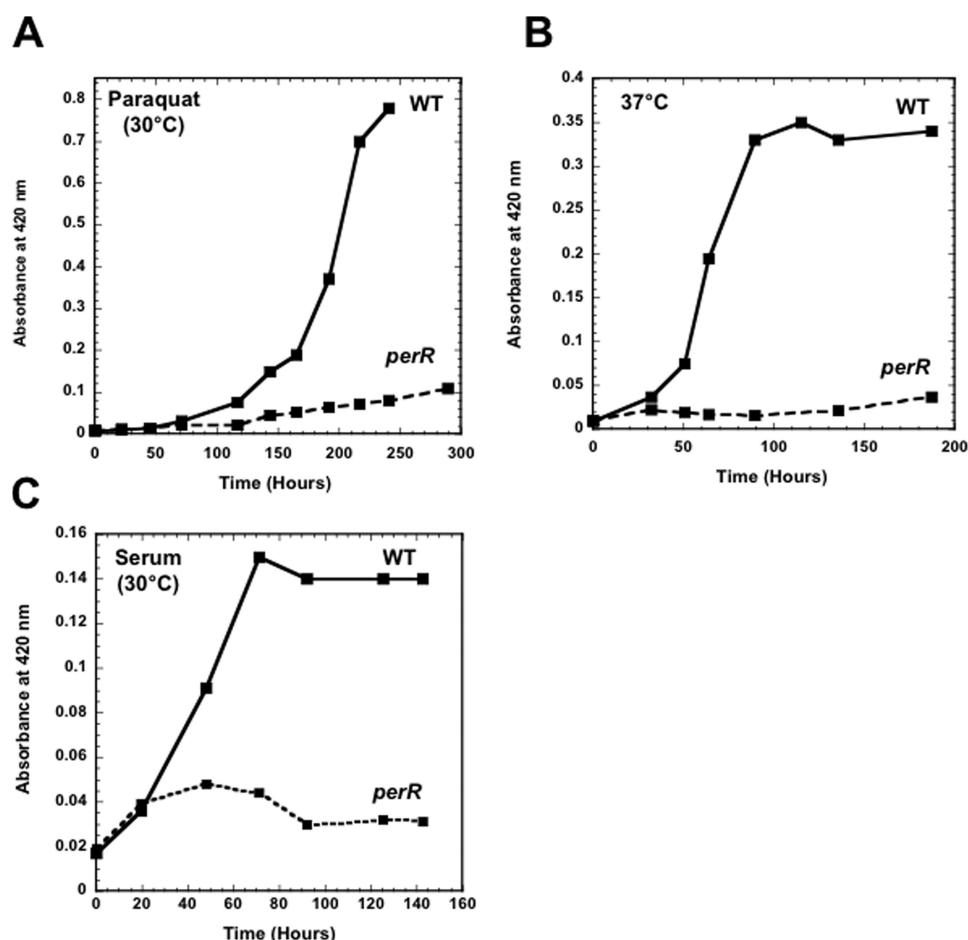 A
Paraquat
(30°C)
WT
perR
0.8
0.7
0.6
0.5
0.4
0.3
0.2
0.1
0
0 50 100 150 200 250 300
Absorbance at 420 nm
Time (Hours)
B
37°C
WT
perR
0.4
0.35
0.3
0.25
0.2
0.15
0.1
0.05
0
0 50 100 150 200
Absorbance at 420 nm
Time (Hours)
C
Serum
(30°C)
WT
perR
0.16
0.14
0.12
0.1
0.08
0.06
0.04
0.02
0
0 20 40 60 80 100 120 140 160
Absorbance at 420 nm
Time (Hours)